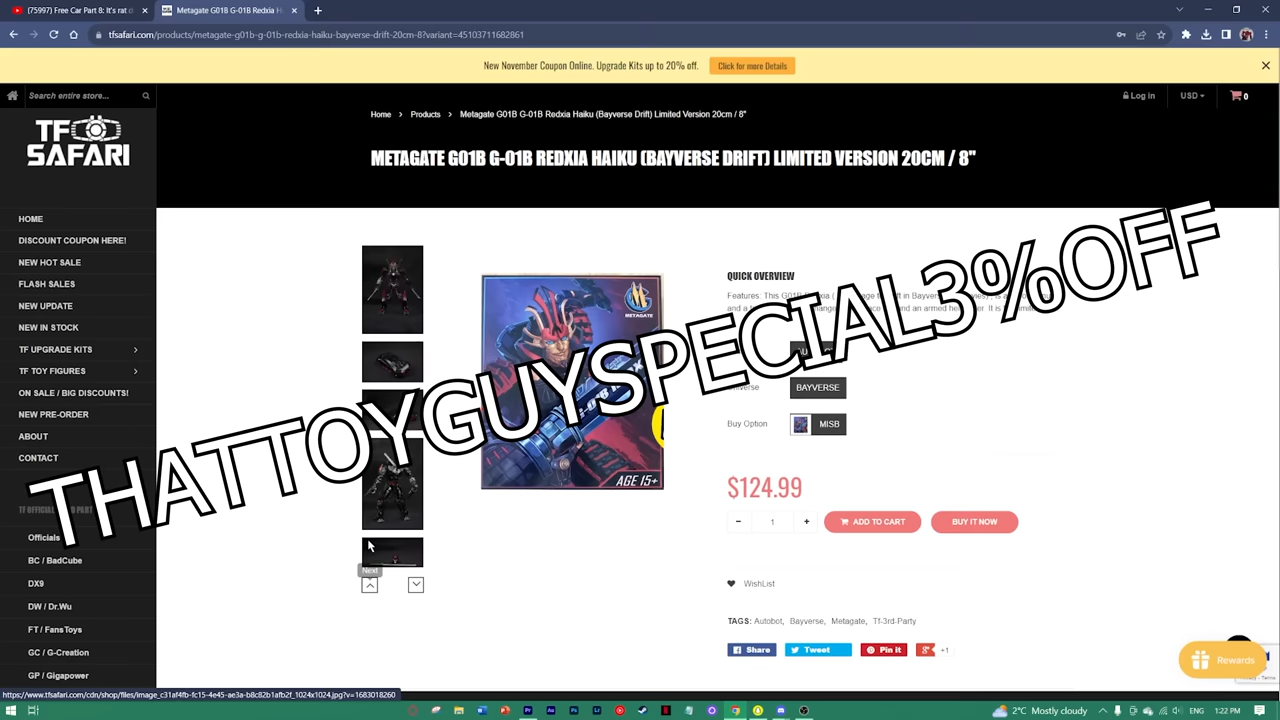 (75997) Free Car Part 8: It's rat d
Metagate G01B G-01B Redxia H
tfsafari.com/products/metagate-g01b-g-01b-redxia-haiku-bayverse-drift-20cm-8?variant=45103711682861
New November Coupon Online. Upgrade Kits up to 20% off.
Click for more Details
Search entire store...
Log in
USD
0
TF
SAFARI
Home > Products > Metagate G01B G-01B Redxia Haiku (Bayverse Drift) Limited Version 20cm / 8"
METAGATE G01B G-01B REDXIA HAIKU (BAYVERSE DRIFT) LIMITED VERSION 20CM / 8"
HOME
DISCOUNT COUPON HERE!
NEW HOT SALE
FLASH SALES
NEW UPDATE
NEW IN STOCK
TF UPGRADE KITS
TF TOY FIGURES
ON SALE / BIG DISCOUNTS!
NEW PRE-ORDER
ABOUT
CONTACT
Officials
BC / BadCube
DX9
DW / Dr.Wu
FT / FansToys
GC / G-Creation
GP / Gigapower
THATTOYGUYSPECIAL3%OFF
METAGATE
AGE 15+
Next
QUICK OVERVIEW
Features: This G01B
BAYVERSE
Buy Option
MISB
$124.99
− 1 +
ADD TO CART
BUY IT NOW
WishList
TAGS: Autobot, Bayverse, Metagate, Tf-3rd-Party
Share
Tweet
Pin it
+1
Rewards
Privacy - Terms
https://www.tfsafari.com/cdn/shop/files/image_c31af4fb-fc15-4e45-ae3a-b8c82b1afb2f_1024x1024.jpg?v=1683018260
2°C Mostly cloudy
1:22 PM